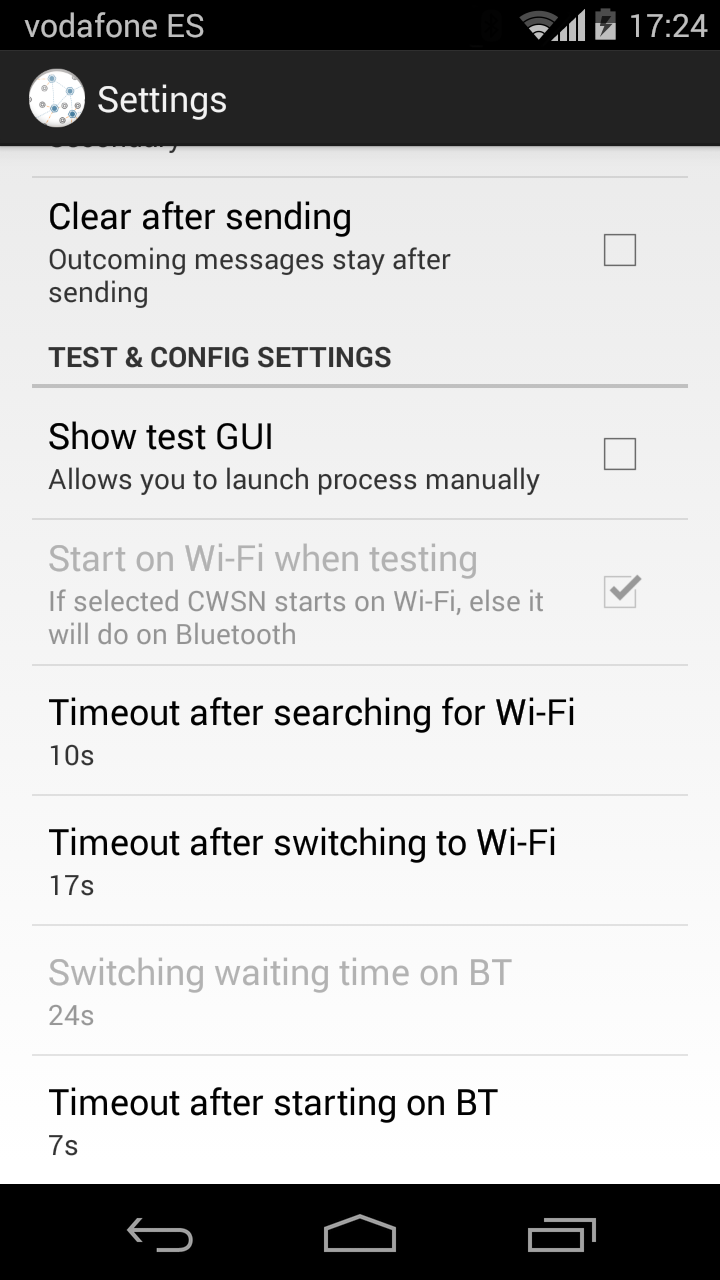 vodafone ES
17:24
Settings
Clear after sending
Outcoming messages stay after
sending
TEST & CONFIG SETTINGS
Show test GUI
Allows you to launch process manually
Start on Wi-Fi when testing
If selected CWSN starts on Wi-Fi, else it
will do on Bluetooth
Timeout after searching for Wi-Fi
10s
Timeout after switching to Wi-Fi
17s
Switching waiting time on BT
24s
Timeout after starting on BT
7s